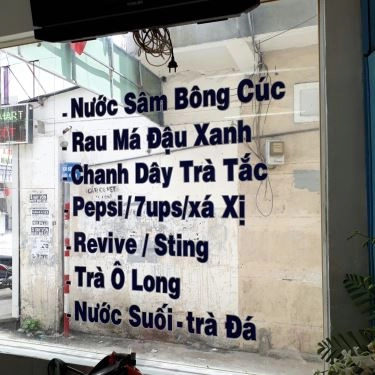 - Nước Sâm Bông Cúc
- Rau Má Đậu Xanh
- Chanh Dây Trà Tắc
- Pepsi/7ups/xá Xị
- Revive / Sting
- Trà Ô Long
- Nước Suối - trà Đá